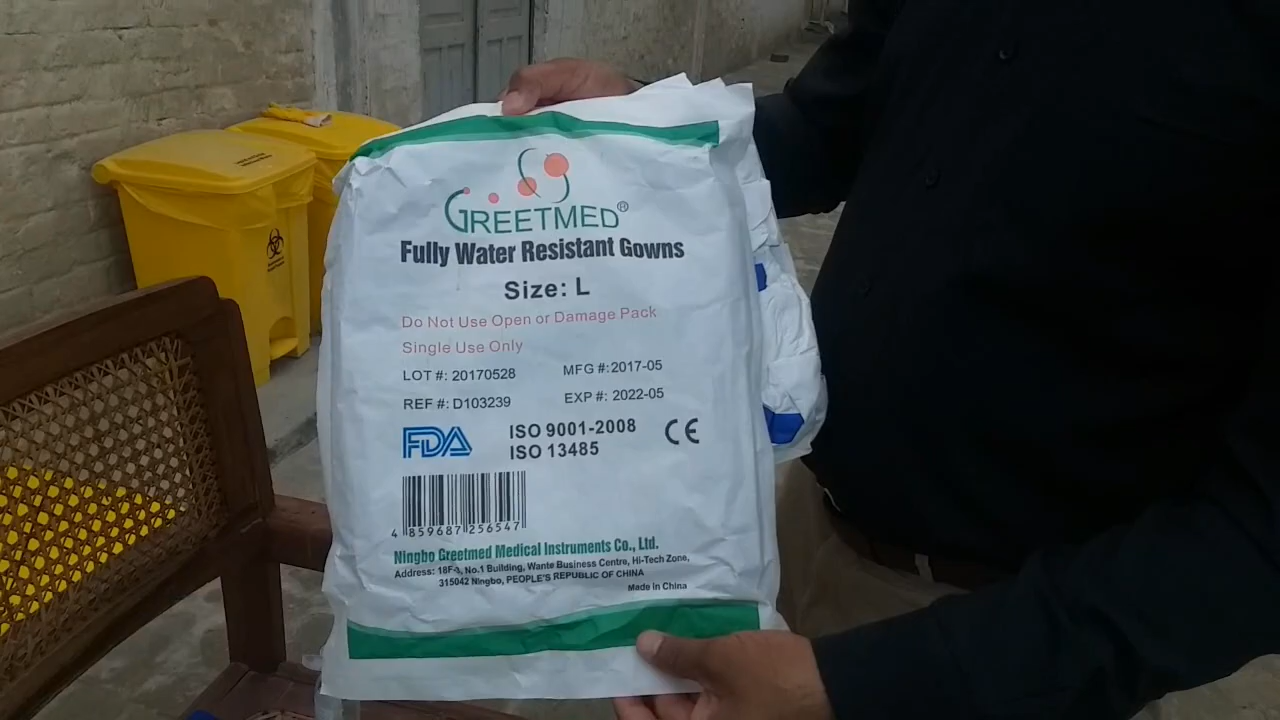 GREETMED®
Fully Water Resistant Gowns
Size: L
Do Not Use Open or Damage Pack
Single Use Only
LOT #: 20170528 MFG #: 2017-05
REF #: D103239 EXP #: 2022-05
FDA ISO 9001-2008 CE
ISO 13485
4 859687 256547
Ningbo Greetmed Medical Instruments Co., Ltd.
Address: 18F-3, No.1 Building, Wante Business Centre, Hi-Tech Zone,
315042 Ningbo, PEOPLE'S REPUBLIC OF CHINA
Made in China